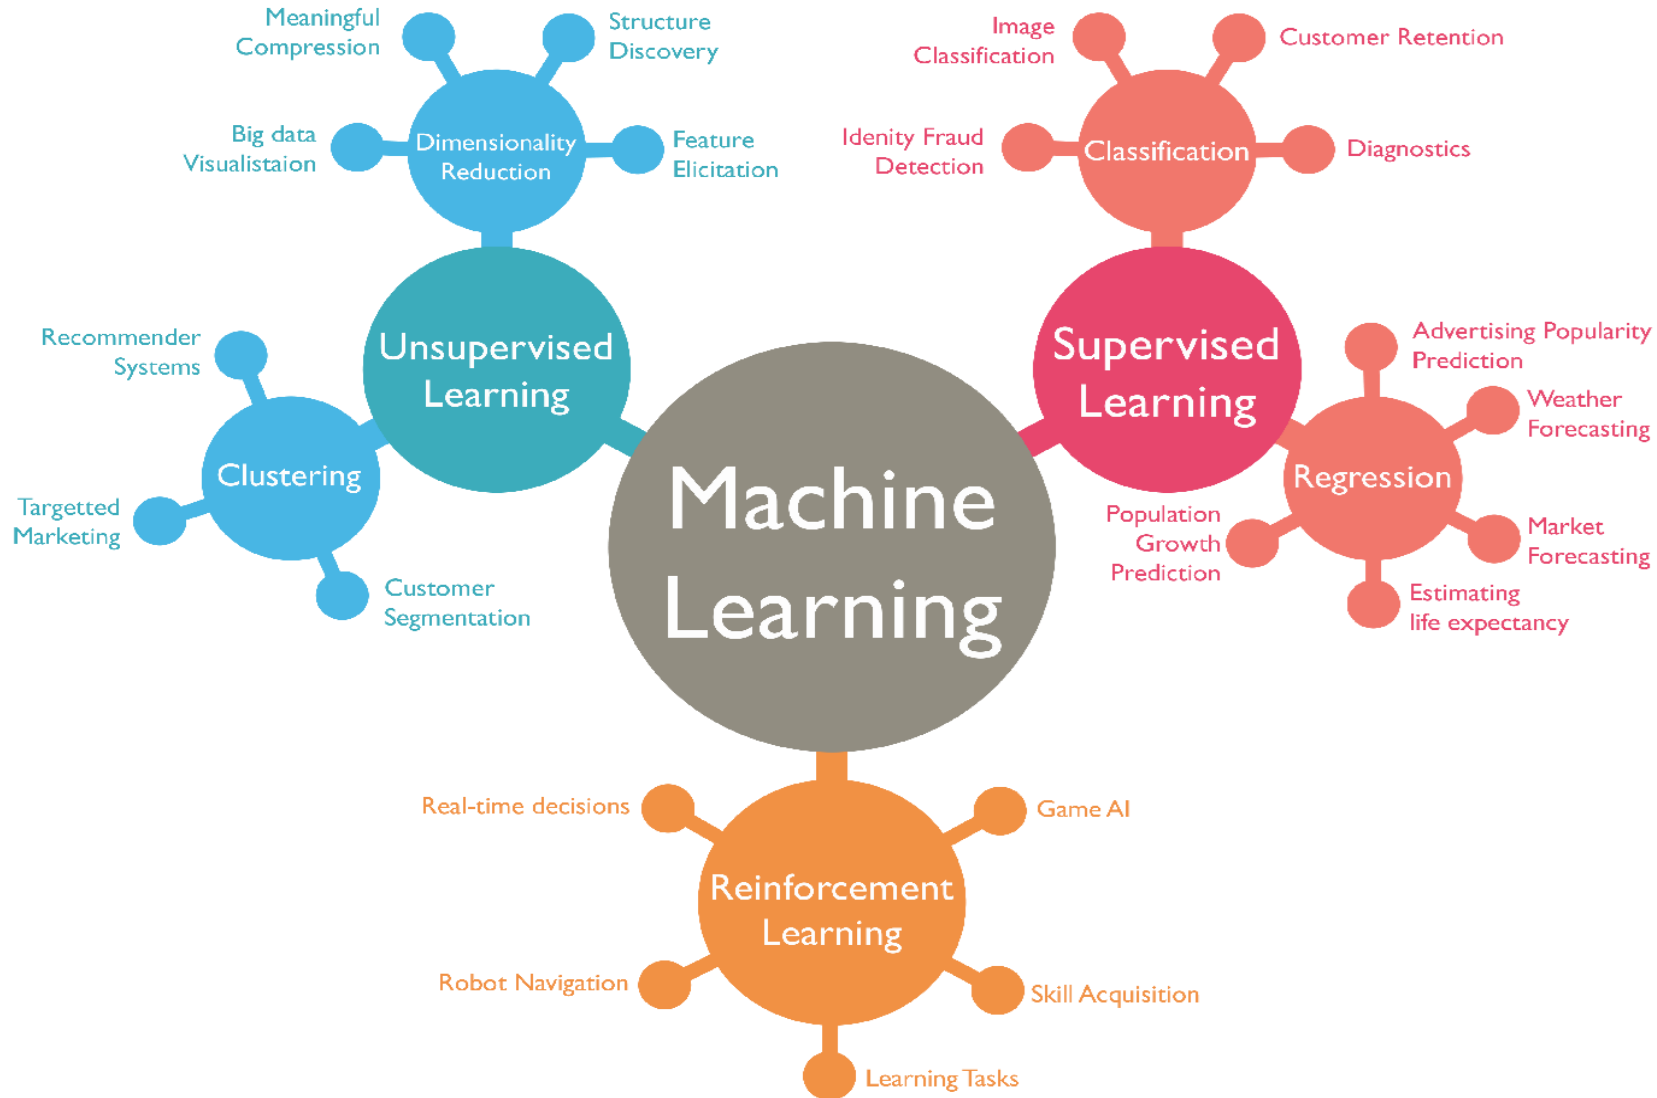 Meaningful
Compression
Structure
Discovery
Big data
Visualistaion
Dimensionality
Reduction
Feature
Elicitation
Image
Classification
Customer Retention
Idenity Fraud
Detection
Classification
Diagnostics
Unsupervised
Learning
Recommender
Systems
Clustering
Targetted
Marketing
Customer
Segmentation
Supervised
Learning
Advertising Popularity
Prediction
Weather
Forecasting
Regression
Population
Growth
Prediction
Market
Forecasting
Estimating
life expectancy
Machine
Learning
Real-time decisions
Game AI
Reinforcement
Learning
Robot Navigation
Skill Acquisition
Learning Tasks